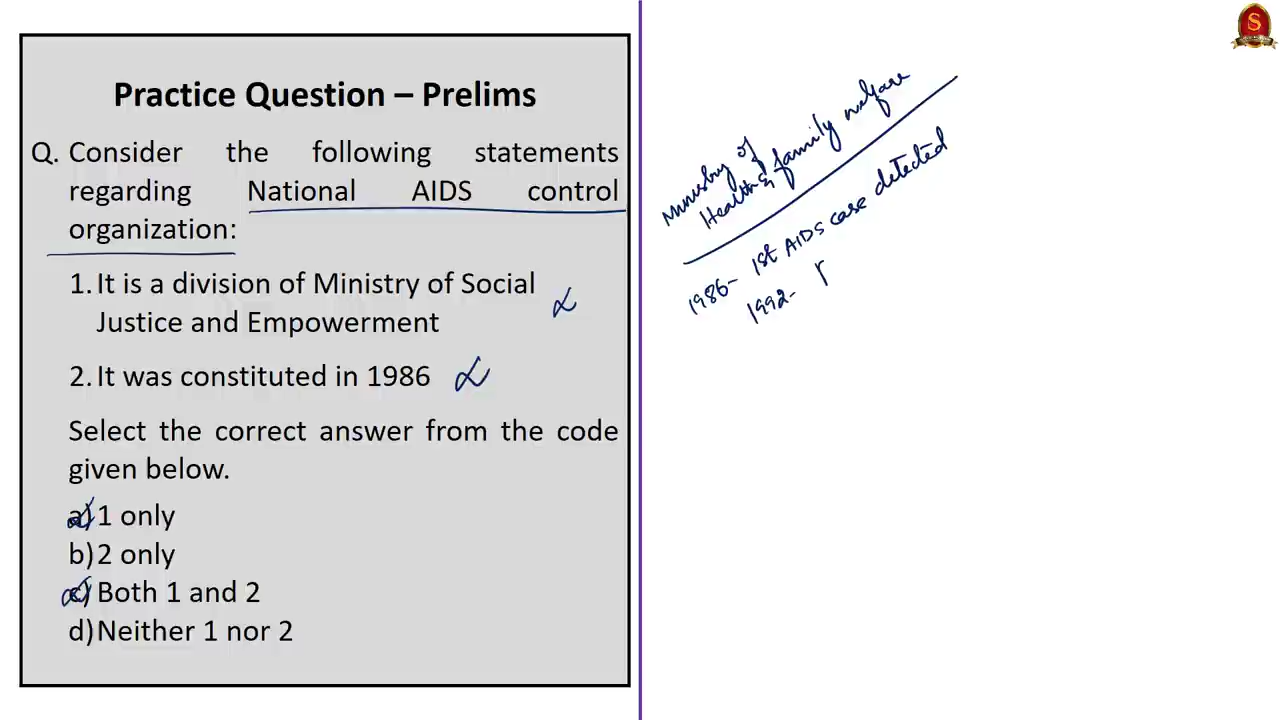 Practice Question – Prelims
Q. Consider the following statements
regarding National AIDS control
organization:
1. It is a division of Ministry of Social
Justice and Empowerment
2. It was constituted in 1986
Select the correct answer from the code
given below.
a) 1 only
b) 2 only
c) Both 1 and 2
d) Neither 1 nor 2
Ministry of
Health & family welfare
1986- 1st AIDS case detected
1992-
S